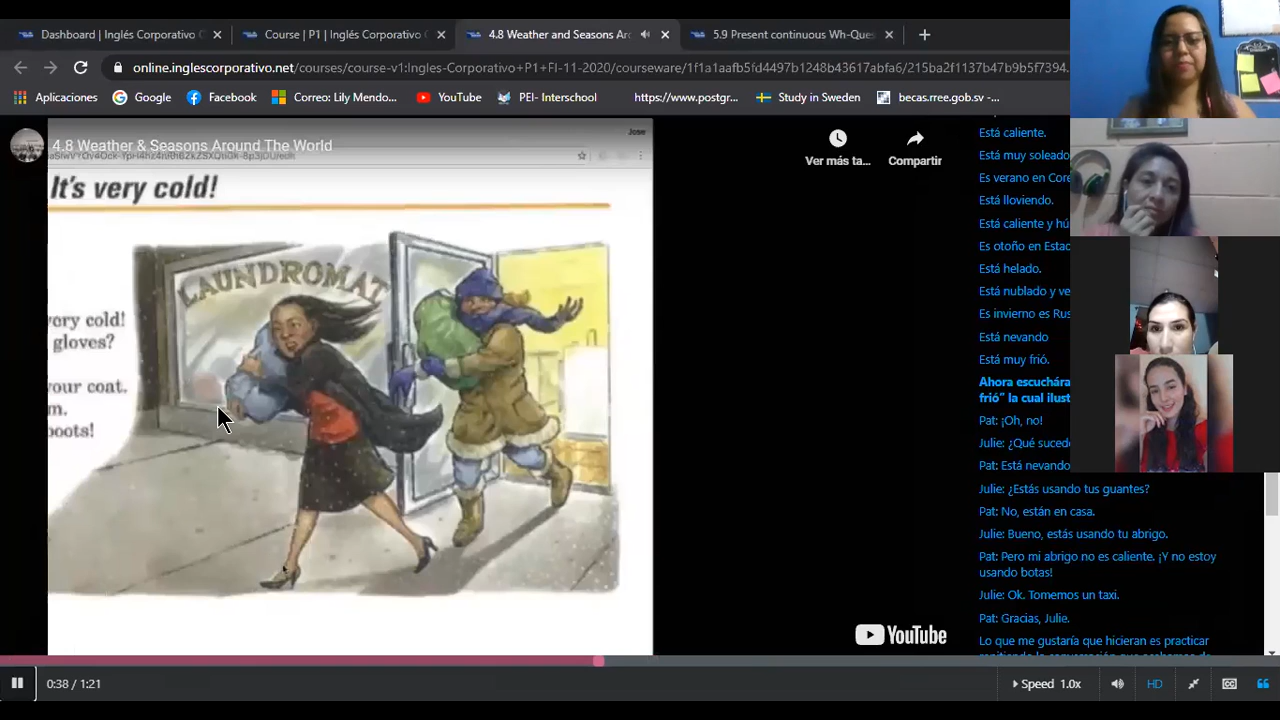 Dashboard | Inglés Corporativo
Course | P1 | Inglés Corporativo
4.8 Weather and Seasons Aro
5.9 Present continuous Wh-Ques
online.inglescorporativo.net/courses/course-v1:Ingles-Corporativo+P1+FI-11-2020/courseware/1f1a1aafb5fd4497b1248b43617abfa6/215ba2f1137b47b9b5f7394
Aplicaciones
Google
Facebook
Correo: Lily Mendo...
YouTube
PEI- Interschool
https://www.postgr...
Study in Sweden
becas.rree.gob.sv -...
4.8 Weather & Seasons Around The World
Jose
Ver más ta...
Compartir
It's very cold!
LAUNDROMAT
very cold!
gloves?
your coat.
m.
boots!
YouTube
Está caliente.
Está muy soleado
Es verano en Core
Está lloviendo.
Está caliente y hú
Es otoño en Estad
Está helado.
Está nublado y ve
Es invierno es Rus
Está nevando
Está muy frió.
Ahora escuchára
frió" la cual ilust
Pat: ¡Oh, no!
Julie: ¿Qué sucede
Pat: Está nevando
Julie: ¿Estás usando tus guantes?
Pat: No, están en casa.
Julie: Bueno, estás usando tu abrigo.
Pat: Pero mi abrigo no es caliente. ¡Y no estoy
usando botas!
Julie: Ok. Tomemos un taxi.
Pat: Gracias, Julie.
Lo que me gustaría que hicieran es practicar
0:38 / 1:21
Speed 1.0x
HD
CC